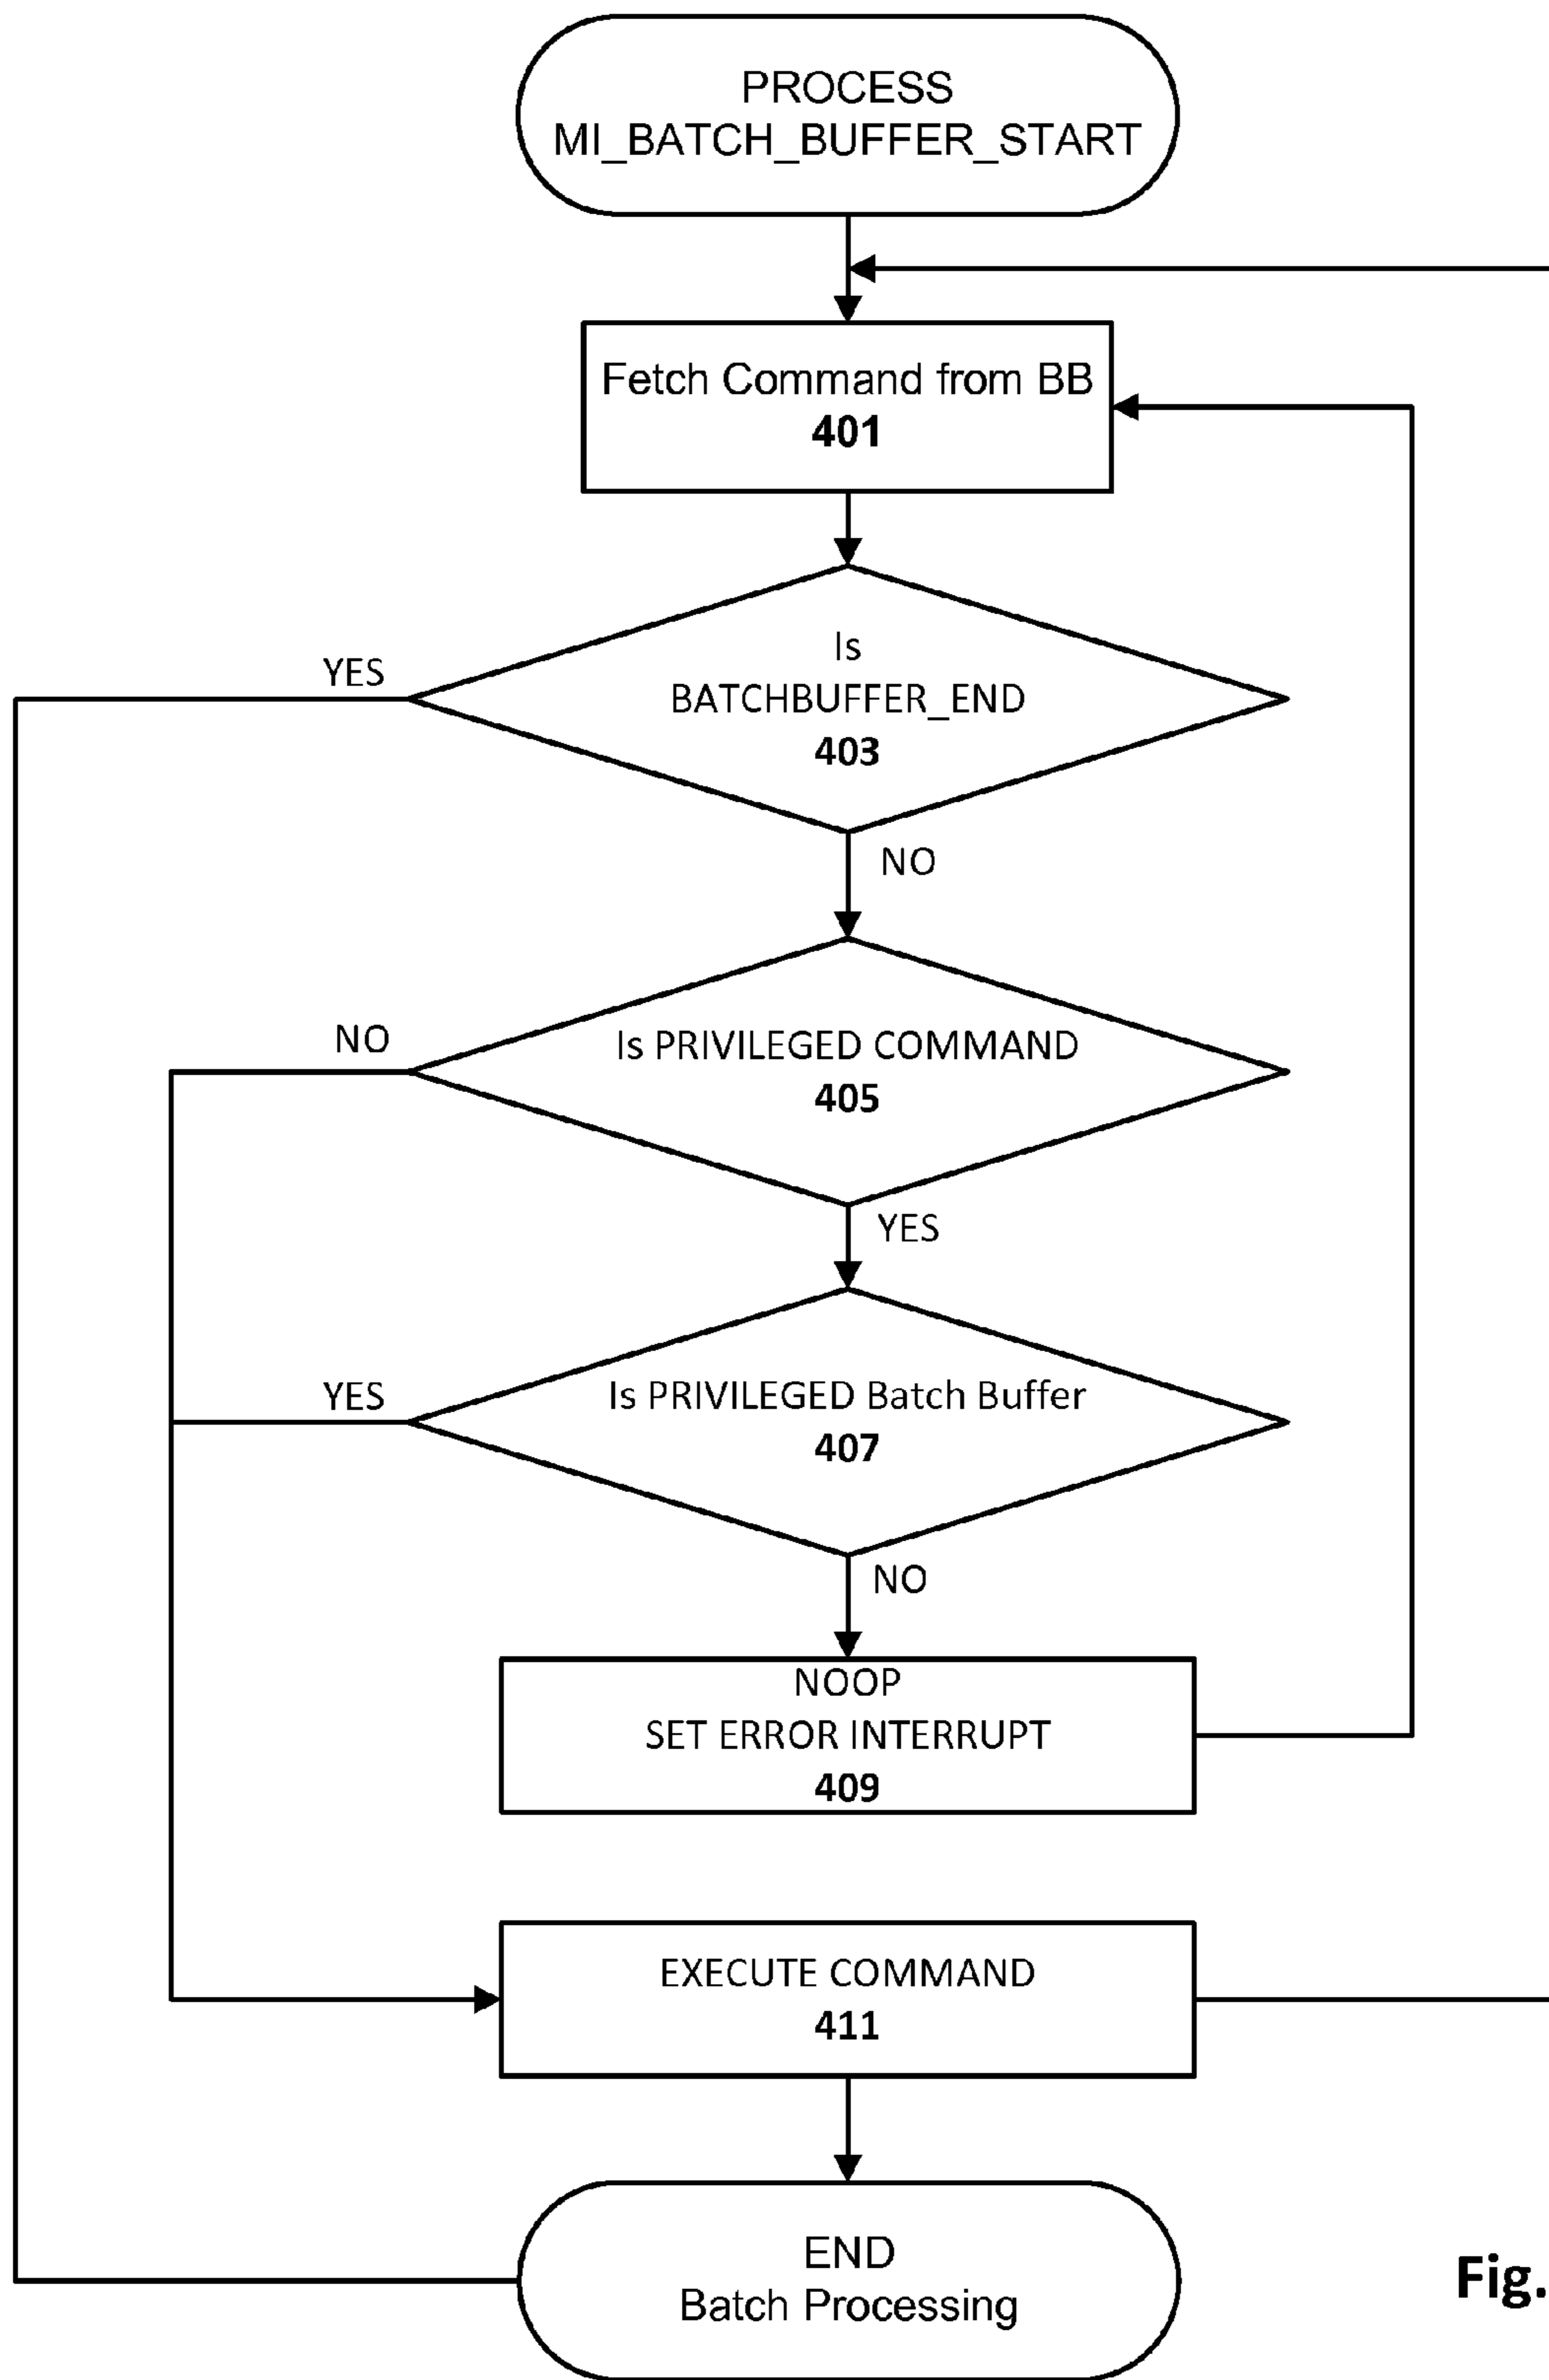 PROCESS
MI_BATCH_BUFFER_START
Fetch Command from BB
401
Is
BATCHBUFFER_END
403
YES
NO
Is PRIVILEGED COMMAND
405
NO
YES
Is PRIVILEGED Batch Buffer
407
YES
NO
NOOP
SET ERROR INTERRUPT
409
EXECUTE COMMAND
411
END
Batch Processing
Fig.